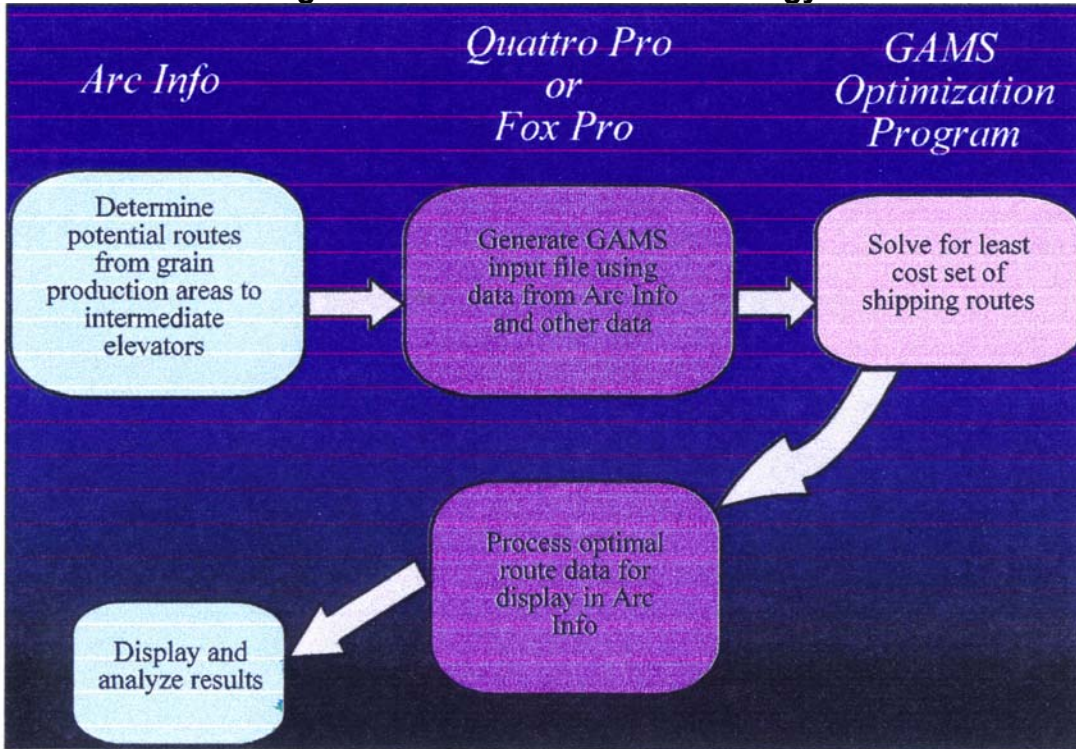 Arc Info
Quattro Pro
or
Fox Pro
GAMS
Optimization
Program
Determine
potential routes
from grain
production areas to
intermediate
elevators
Generate GAMS
input file using
data from Arc Info
and other data
Solve for least
cost set of
shipping routes
Process optimal
route data for
display in Arc
Info
Display and
analyze results